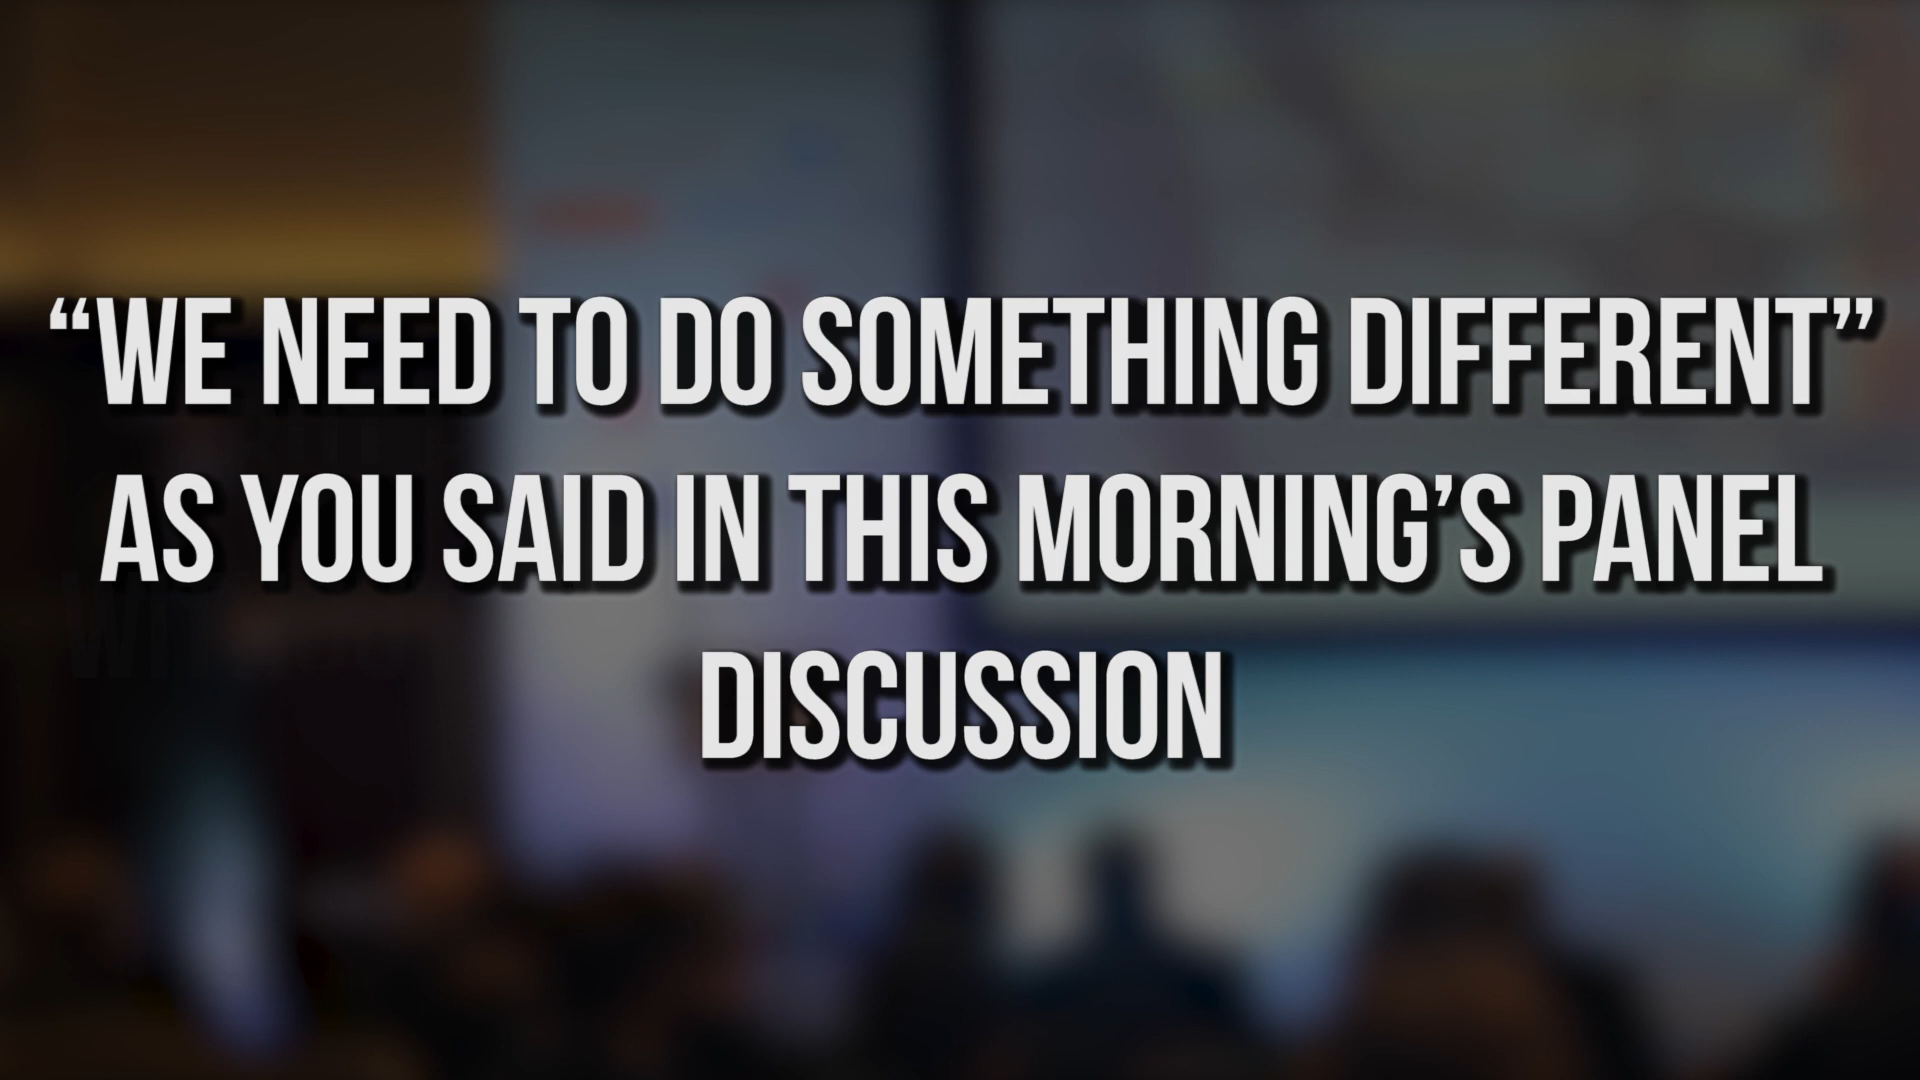 “WE NEED TO DO SOMETHING DIFFERENT”
AS YOU SAID IN THIS MORNING’S PANEL
DISCUSSION